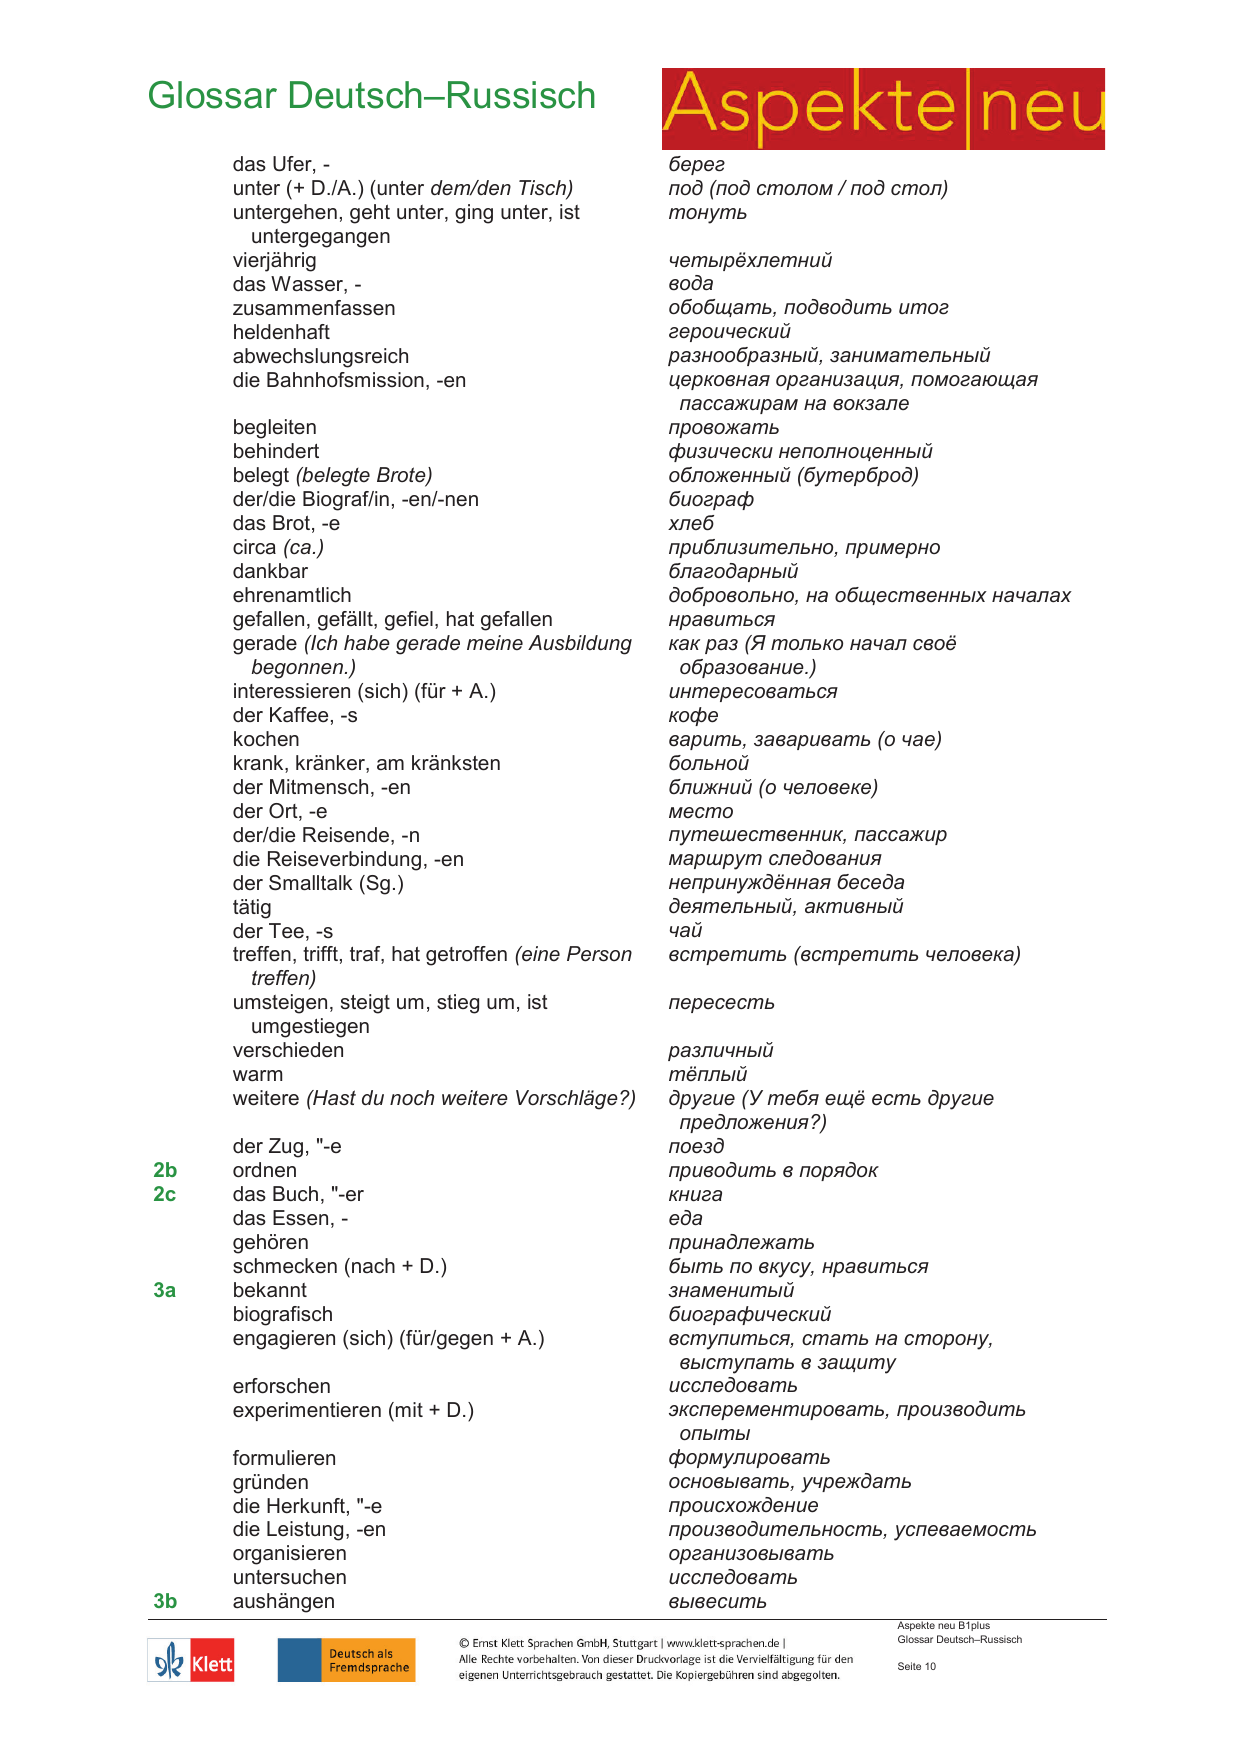 Glossar Deutsch–Russisch
Aspekte|neu
das Ufer, - берег
unter (+ D./A.) (unter dem/den Tisch) под (под столом / под стол)
untergehen, geht unter, ging unter, ist тонуть
untergegangen
vierjährig четырёхлетний
das Wasser, - вода
zusammenfassen обобщать, подводить итог
heldenhaft героический
abwechslungsreich разнообразный, занимательный
die Bahnhofsmission, -en церковная организация, помогающая
пассажирам на вокзале
begleiten провожать
behindert физически неполноценный
belegt (belegte Brote) обложенный (бутерброд)
der/die Biograf/in, -en/-nen биограф
das Brot, -e хлеб
circa (ca.) приблизительно, примерно
dankbar благодарный
ehrenamtlich добровольно, на общественных началах
gefallen, gefällt, gefiel, hat gefallen нравиться
gerade (Ich habe gerade meine Ausbildung как раз (Я только начал своё
begonnen.) образование.)
interessieren (sich) (für + A.) интересоваться
der Kaffee, -s кофе
kochen варить, заваривать (о чае)
krank, kränker, am kränksten больной
der Mitmensch, -en ближний (о человеке)
der Ort, -e место
der/die Reisende, -n путешественник, пассажир
die Reiseverbindung, -en маршрут следования
der Smalltalk (Sg.) непринуждённая беседа
tätig деятельный, активный
der Tee, -s чай
treffen, trifft, traf, hat getroffen (eine Person встретить (встретить человека)
treffen)
umsteigen, steigt um, stieg um, ist пересесть
umgestiegen
verschieden различный
warm тёплый
weitere (Hast du noch weitere Vorschläge?) другие (У тебя ещё есть другие
предложения?)
der Zug, "-e поезд
2b ordnen приводить в порядок
2c das Buch, "-er книга
das Essen, - еда
gehören принадлежать
schmecken (nach + D.) быть по вкусу, нравиться
3a bekannt знаменитый
biografisch биографический
engagieren (sich) (für/gegen + A.) вступиться, стать на сторону,
выступать в защиту
erforschen исследовать
experimentieren (mit + D.) эксперементировать, производить
опыты
formulieren формулировать
gründen основывать, учреждать
die Herkunft, "-e происхождение
die Leistung, -en производительность, успеваемость
organisieren организовывать
untersuchen исследовать
3b aushängen вывесить
Klett
Deutsch als
Fremdsprache
© Ernst Klett Sprachen GmbH, Stuttgart | www.klett-sprachen.de |
Alle Rechte vorbehalten. Von dieser Druckvorlage ist die Vervielfältigung für den
eigenen Unterrichtsgebrauch gestattet. Die Kopiergebühren sind abgegolten.
Aspekte neu B1plus
Glossar Deutsch–Russisch
Seite 10